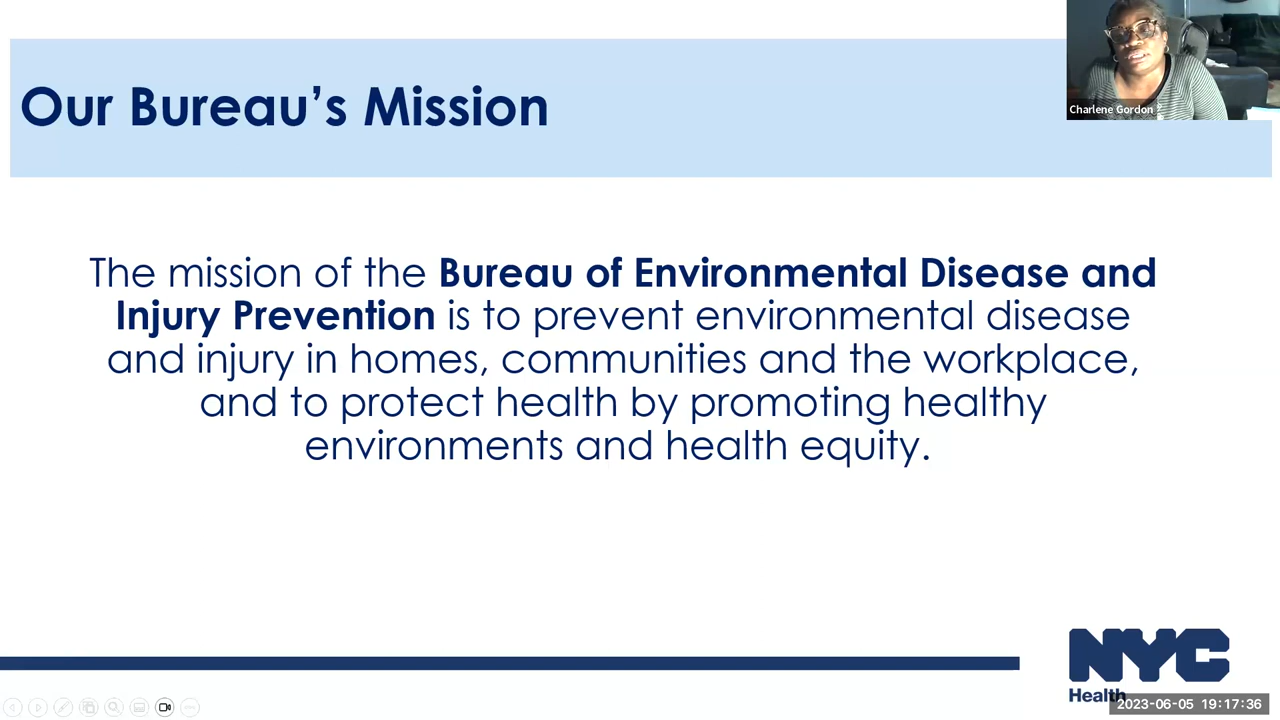 Our Bureau’s Mission
Charlene Gordon
The mission of the Bureau of Environmental Disease and
Injury Prevention is to prevent environmental disease
and injury in homes, communities and the workplace,
and to protect health by promoting healthy
environments and health equity.
NYC
Health
2023-06-05 19:17:36